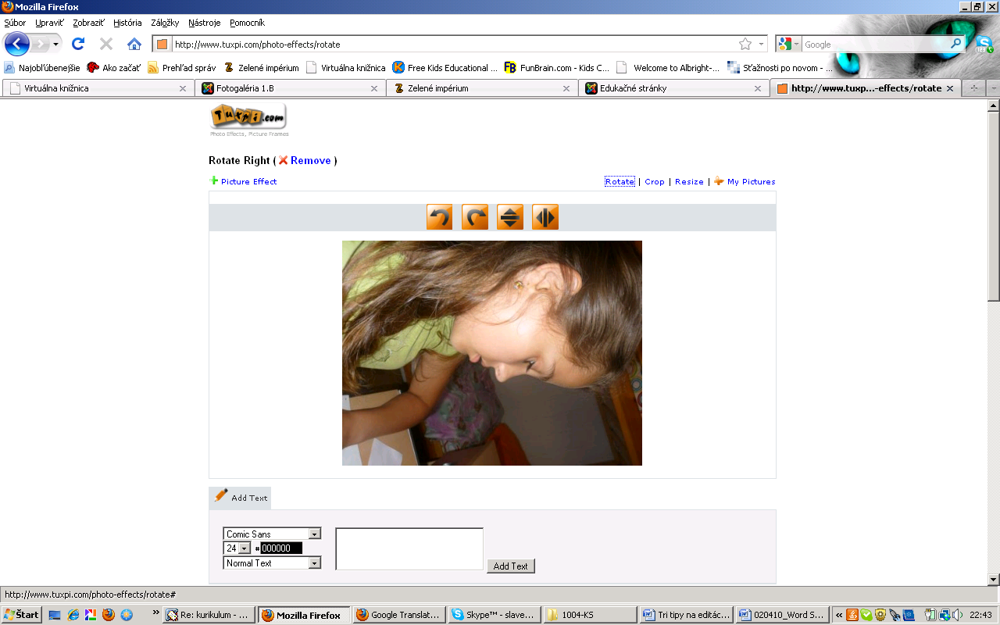 Mozilla Firefox
Súbor Upraviť Zobraziť História Záložky Nástroje Pomocník
http://www.tuxpi.com/photo-effects/rotate
Google
Najobľúbenejšie Ako začať Prehľad správ Zelené impérium Virtuálna knižnica Free Kids Educational ... FunBrain.com - Kids C... Welcome to Albright-... Sťažnosti po novom - ...
Virtuálna knižnica Fotogaléria 1.B Zelené impérium Edukačné stránky http://www.tuxp...-effects/rotate
Tuxpi.com
Photo Effects, Picture Frames
Rotate Right ( Remove )
Picture Effect Rotate | Crop | Resize | My Pictures
Add Text
Comic Sans
24 # 000000
Normal Text
Add Text
http://www.tuxpi.com/photo-effects/rotate#
Štart » Re: kurikulum - ... Mozilla Firefox Google Translat... Skype™ - slave... 1004-KS Tri tipy na editác... 020410_Word S... « 22:43